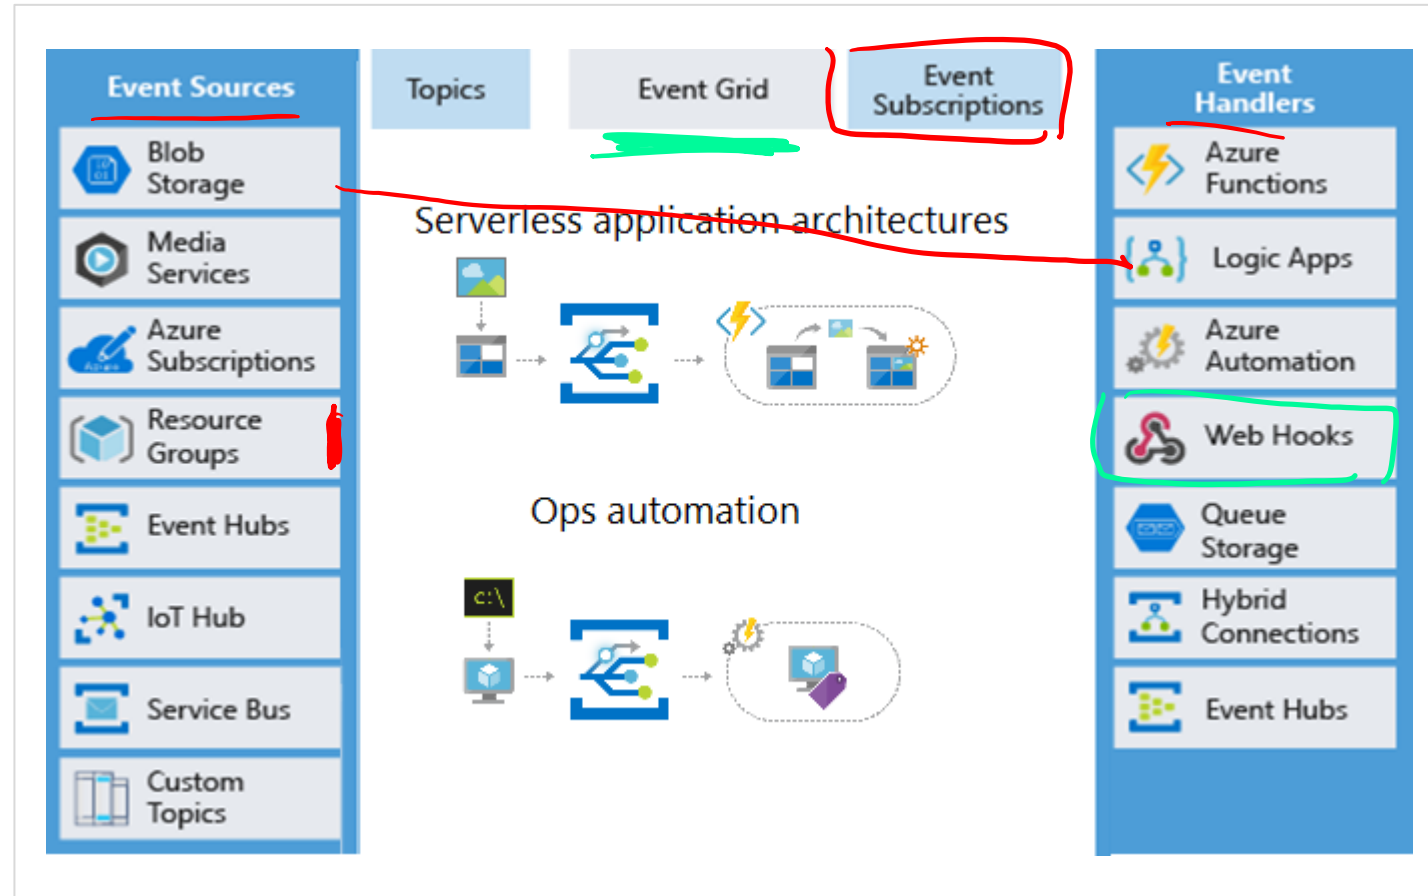 Event Sources
Topics
Event Grid
Event
Subscriptions
Event
Handlers
Blob
Storage
Media
Services
Azure
Subscriptions
Resource
Groups
Event Hubs
IoT Hub
Service Bus
Custom
Topics
Serverless application architectures
Ops automation
C:\
Azure
Functions
Logic Apps
Azure
Automation
Web Hooks
Queue
Storage
Hybrid
Connections
Event Hubs